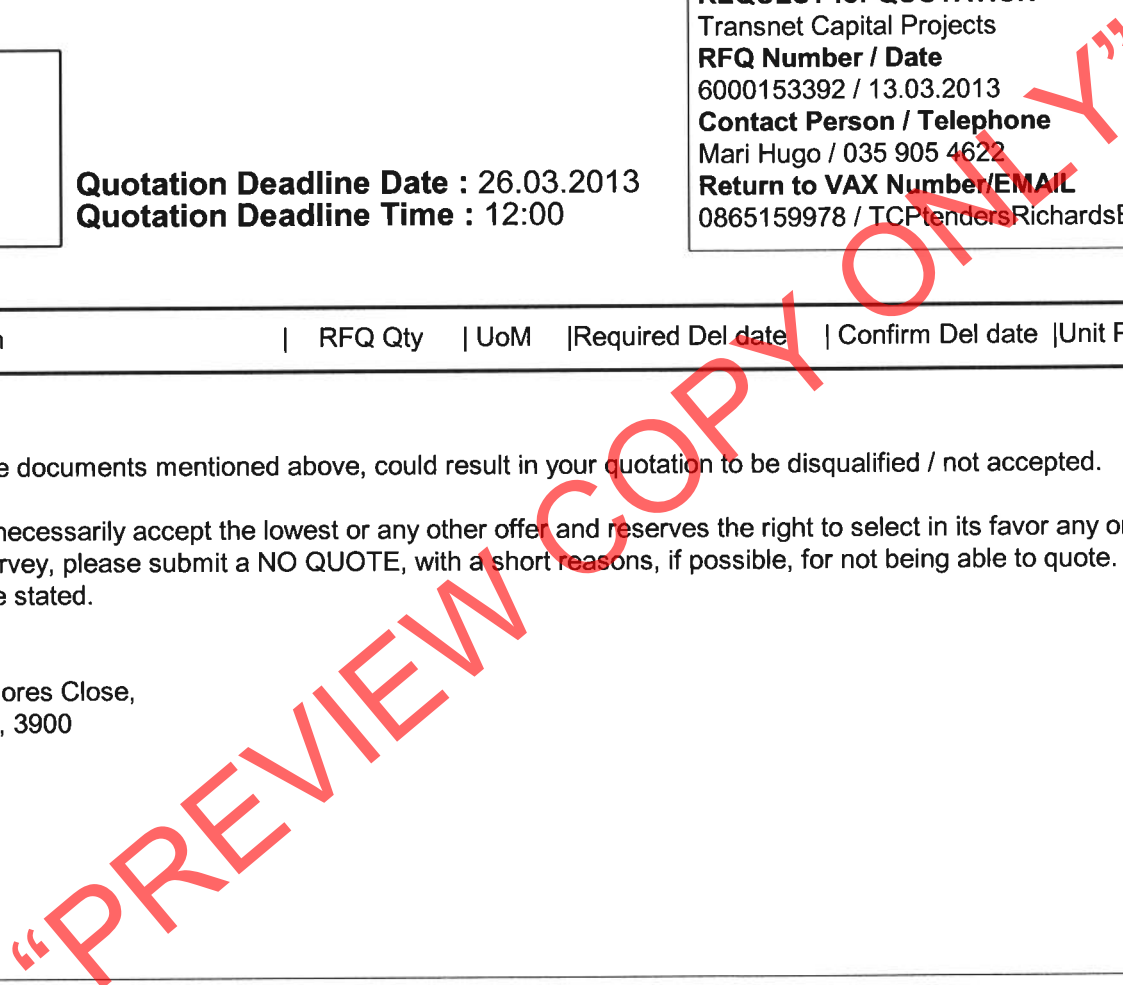 REQUEST for QUOTATION
Transnet Capital Projects
RFQ Number / Date
6000153392 / 13.03.2013
Contact Person / Telephone
Mari Hugo / 035 905 4622
Return to VAX Number/EMAIL
0865159978 / TCPtendersRichardsB
Quotation Deadline Date : 26.03.2013
Quotation Deadline Time : 12:00
| RFQ Qty | UoM |Required Del date | Confirm Del date |Unit P
e documents mentioned above, could result in your quotation to be disqualified / not accepted.
necessarily accept the lowest or any other offer and reserves the right to select in its favor any or
rvey, please submit a NO QUOTE, with a short reasons, if possible, for not being able to quote.
e stated.
ores Close,
, 3900
“PREVIEW COPY ONLY”